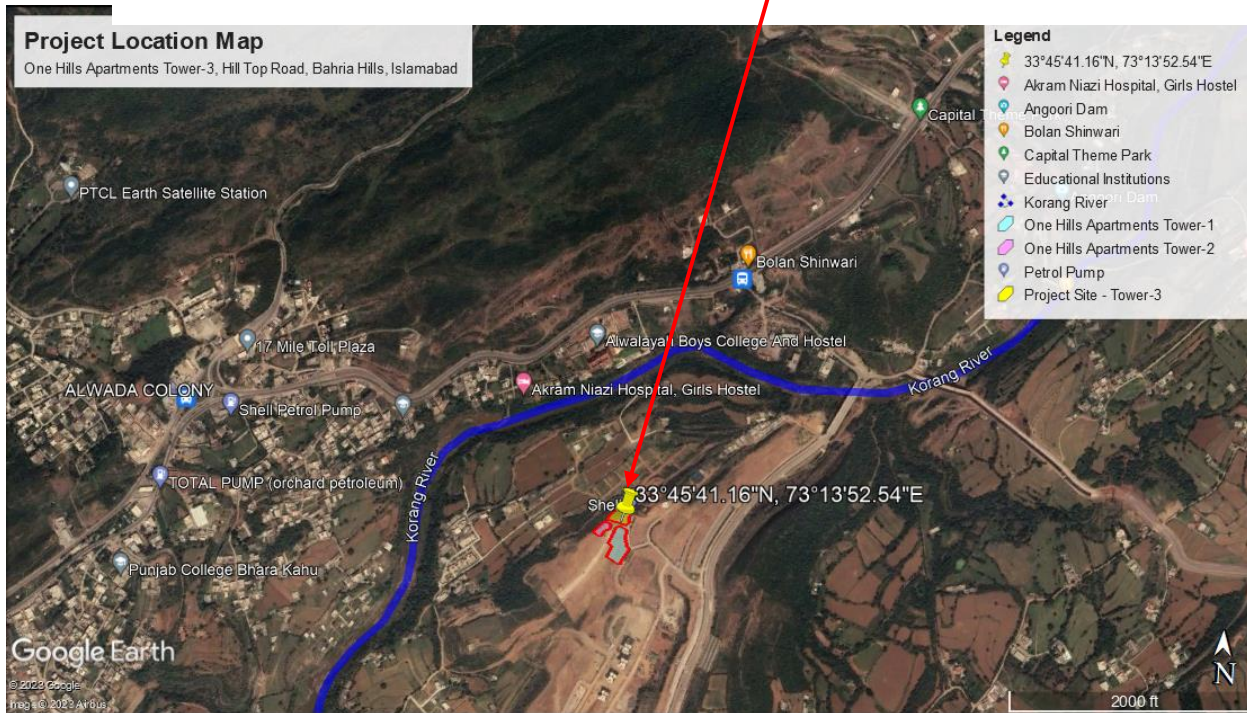 Project Location Map
One Hills Apartments Tower-3, Hill Top Road, Bahria Hills, Islamabad
Legend
33°45'41.16"N, 73°13'52.54"E
Akram Niazi Hospital, Girls Hostel
Angoori Dam
Bolan Shinwari
Capital Theme Park
Educational Institutions
Korang River
One Hills Apartments Tower-1
One Hills Apartments Tower-2
Petrol Pump
Project Site - Tower-3
Capital
PTCL Earth Satellite Station
Bolan Shinwari
17 Mile Toll Plaza
Alwalayah Boys College And Hostel
Korang River
ALWADA COLONY
Akram Niazi Hospital, Girls Hostel
Shell Petrol Pump
TOTAL PUMP (orchard petroleum)
Korang River
33°45'41.16"N, 73°13'52.54"E
Punjab College Bhara Kahu
Google Earth
© 2023 Google
Image © 2023 Airbus
N
2000 ft